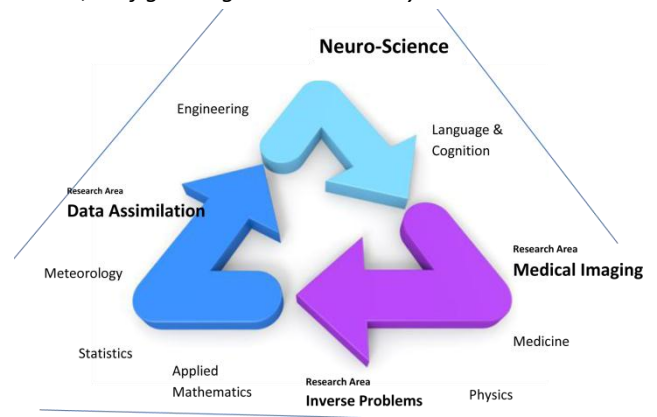 Neuro-Science
Engineering
Language &
Cognition
Research Area
Data Assimilation
Research Area
Medical Imaging
Meteorology
Medicine
Statistics
Applied
Mathematics
Research Area
Inverse Problems
Physics